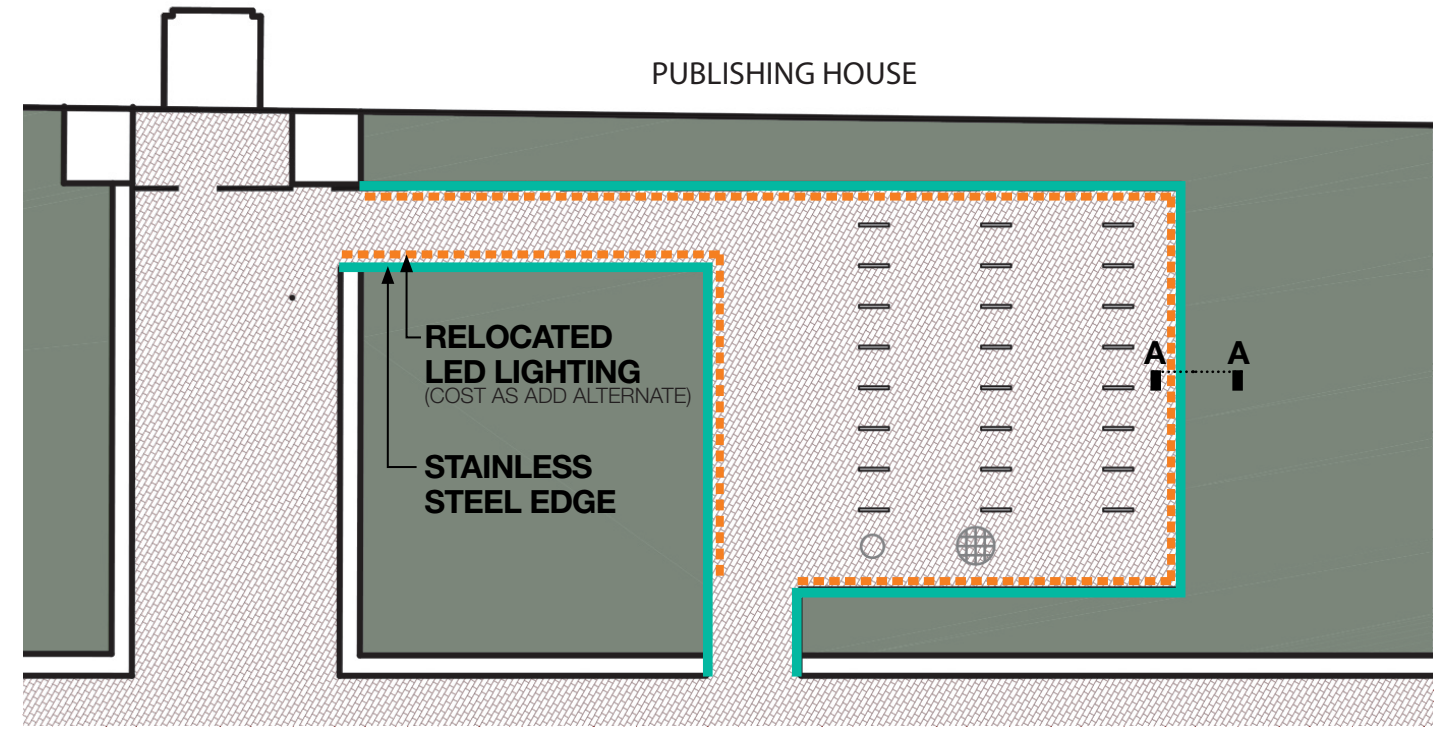 PUBLISHING HOUSE
RELOCATED
LED LIGHTING
(COST AS ADD ALTERNATE)
STAINLESS
STEEL EDGE
A A